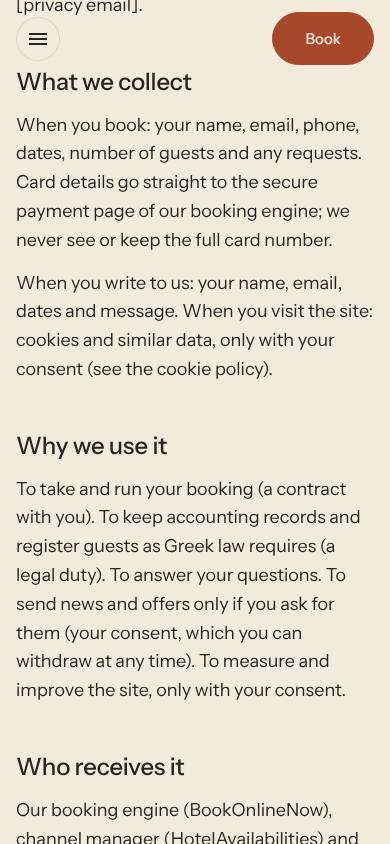 [privacy email].
Book
What we collect
When you book: your name, email, phone,
dates, number of guests and any requests.
Card details go straight to the secure
payment page of our booking engine; we
never see or keep the full card number.
When you write to us: your name, email,
dates and message. When you visit the site:
cookies and similar data, only with your
consent (see the cookie policy).
Why we use it
To take and run your booking (a contract
with you). To keep accounting records and
register guests as Greek law requires (a
legal duty). To answer your questions. To
send news and offers only if you ask for
them (your consent, which you can
withdraw at any time). To measure and
improve the site, only with your consent.
Who receives it
Our booking engine (BookOnlineNow),
channel manager (HotelAvailabilities) and